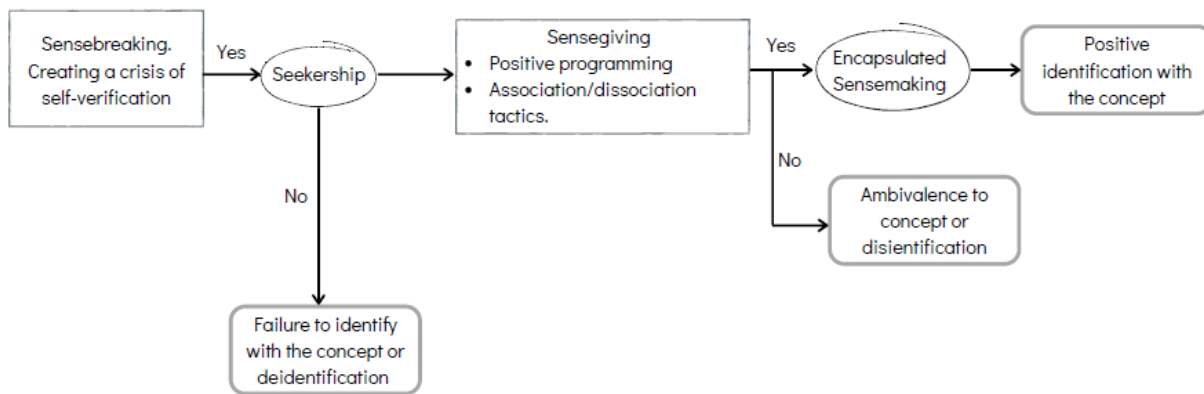 Sensebreaking.
Creating a crisis of
self-verification
Yes
Seekership
No
Failure to identify
with the concept or
deidentification
Sensegiving
• Positive programming
• Association/dissociation
tactics.
Yes
Encapsulated
Sensemaking
Positive
identification with
the concept
No
Ambivalence to
concept or
disientification